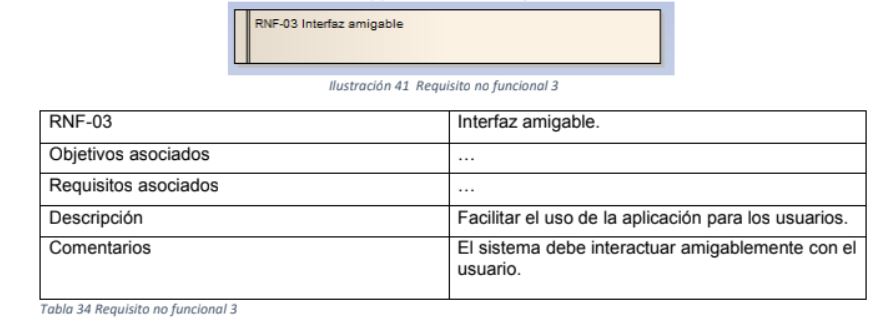 RNF-03 Interfaz amigable
Ilustración 41 Requisito no funcional 3
RNF-03 Interfaz amigable.
Objetivos asociados …
Requisitos asociados …
Descripción Facilitar el uso de la aplicación para los usuarios.
Comentarios El sistema debe interactuar amigablemente con el
usuario.
Tabla 34 Requisito no funcional 3